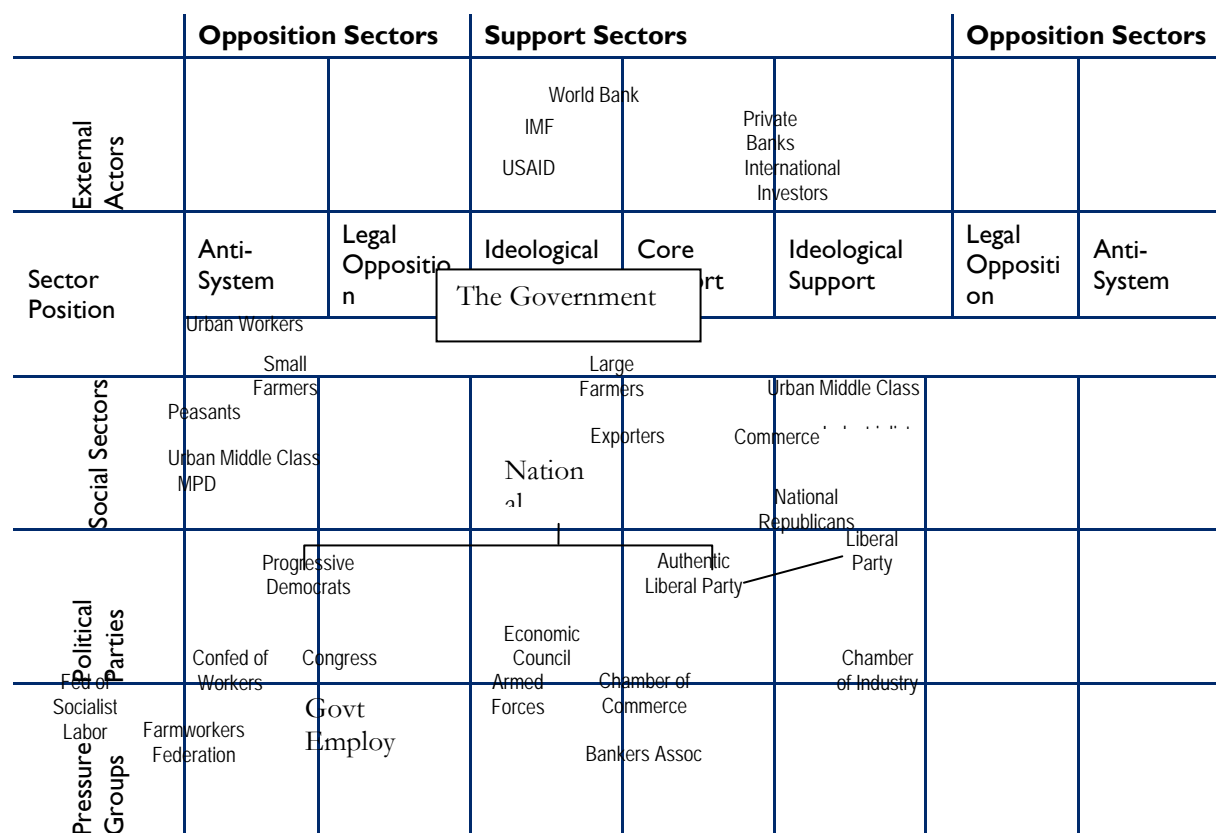 Opposition Sectors
Support Sectors
Opposition Sectors
External
Actors
World Bank
IMF
USAID
Private
Banks
International
Investors
Sector
Position
Anti-
System
Legal
Oppositio
n
Ideological
Core
ort
Ideological
Support
Legal
Oppositi
on
Anti-
System
The Government
Urban Workers
Small
Farmers
Large
Farmers
Social Sectors
Peasants
Urban Middle Class
Exporters
Commerce
Urban Middle Class
MPD
Nation
al
National
Republicans
Political
Parties
Progressive
Democrats
Authentic
Liberal Party
Liberal
Party
Confed of
Workers
Congress
Economic
Council
Armed
Forces
Chamber of
Commerce
Chamber
of Industry
Pressure
Groups
Fed of
Socialist
Labor
Farmworkers
Federation
Govt
Employ
Bankers Assoc